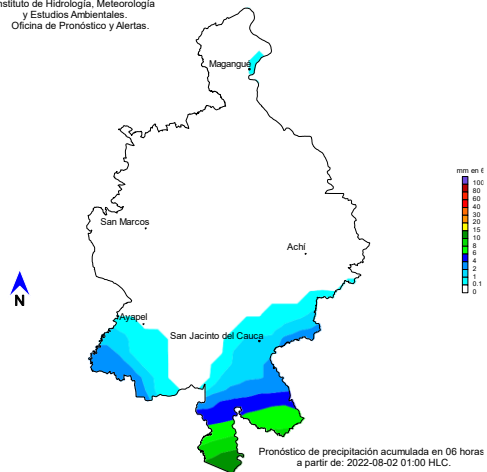 nstituto de Hidrología, Meteorología
y Estudios Ambientales.
Oficina de Pronóstico y Alertas.
Magangué
mm en 6
100
80
60
40
30
20
15
10
8
6
4
2
1
0.1
0
San Marcos
Achí
N
Ayapel
San Jacinto del Cauca
Pronóstico de precipitación acumulada en 06 horas
a partir de: 2022-08-02 01:00 HLC.